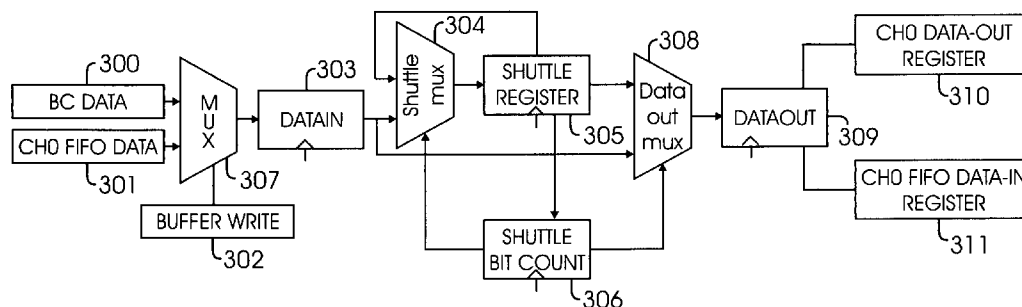 300
BC DATA
CH0 FIFO DATA
301
MUX
307
BUFFER WRITE
302
303
DATAIN
304
Shuttle
mux
SHUTTLE
REGISTER
305
SHUTTLE
BIT COUNT
306
308
Data
out
mux
DATAOUT
309
CH0 DATA-OUT
REGISTER
310
CH0 FIFO DATA-IN
REGISTER
311